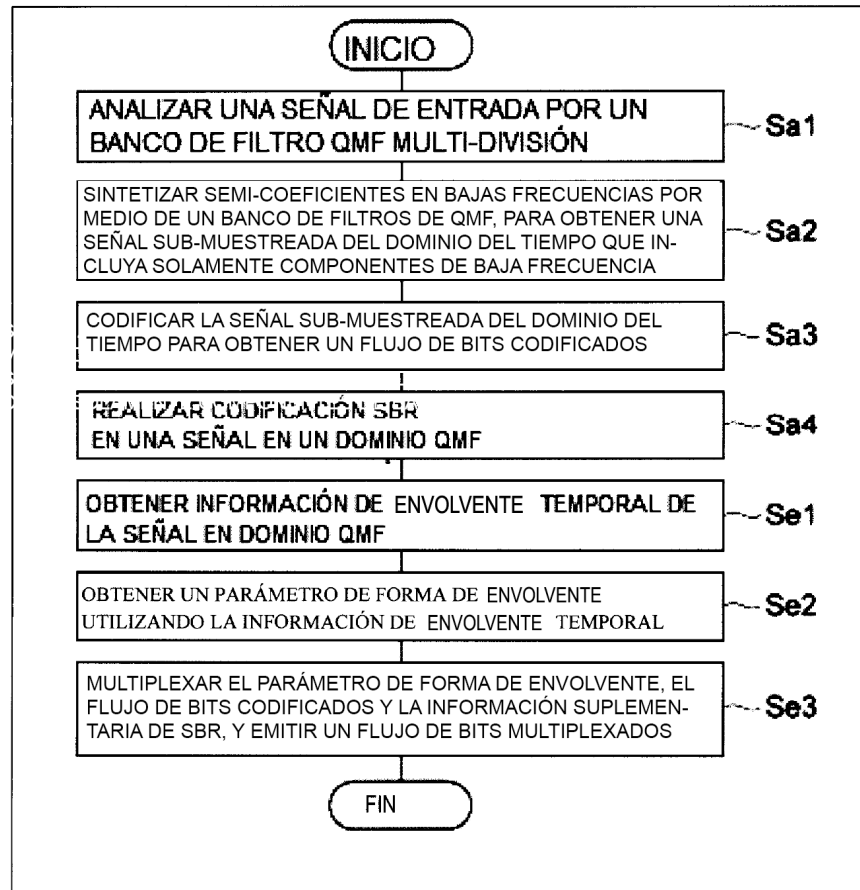 INICIO
ANALIZAR UNA SEÑAL DE ENTRADA POR UN
BANCO DE FILTRO QMF MULTI-DIVISIÓN
Sa1
SINTETIZAR SEMI-COEFICIENTES EN BAJAS FRECUENCIAS POR
MEDIO DE UN BANCO DE FILTROS DE QMF, PARA OBTENER UNA
SEÑAL SUB-MUESTREADA DEL DOMINIO DEL TIEMPO QUE IN-
CLUYA SOLAMENTE COMPONENTES DE BAJA FRECUENCIA
Sa2
CODIFICAR LA SEÑAL SUB-MUESTREADA DEL DOMINIO DEL
TIEMPO PARA OBTENER UN FLUJO DE BITS CODIFICADOS
Sa3
REALIZAR CODIFICACIÓN SBR
EN UNA SEÑAL EN UN DOMINIO QMF
Sa4
OBTENER INFORMACIÓN DE ENVOLVENTE TEMPORAL DE
LA SEÑAL EN DOMINIO QMF
Se1
OBTENER UN PARÁMETRO DE FORMA DE ENVOLVENTE
UTILIZANDO LA INFORMACIÓN DE ENVOLVENTE TEMPORAL
Se2
MULTIPLEXAR EL PARÁMETRO DE FORMA DE ENVOLVENTE, EL
FLUJO DE BITS CODIFICADOS Y LA INFORMACIÓN SUPLEMEN-
TARIA DE SBR, Y EMITIR UN FLUJO DE BITS MULTIPLEXADOS
Se3
FIN